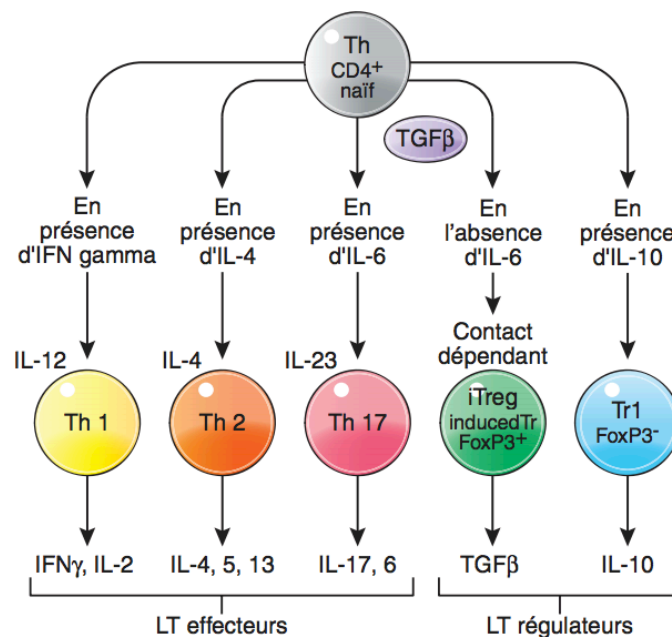 Th
CD4+
naïf
TGFβ
En
présence
d'IFN gamma
En
présence
d'IL-4
En
présence
d'IL-6
En
l'absence
d'IL-6
En
présence
d'IL-10
Contact
dépendant
IL-12
IL-4
IL-23
Th 1
Th 2
Th 17
iTreg
inducedTr
FoxP3+
Tr1
FoxP3-
IFNγ, IL-2
IL-4, 5, 13
IL-17, 6
TGFβ
IL-10
LT effecteurs
LT régulateurs